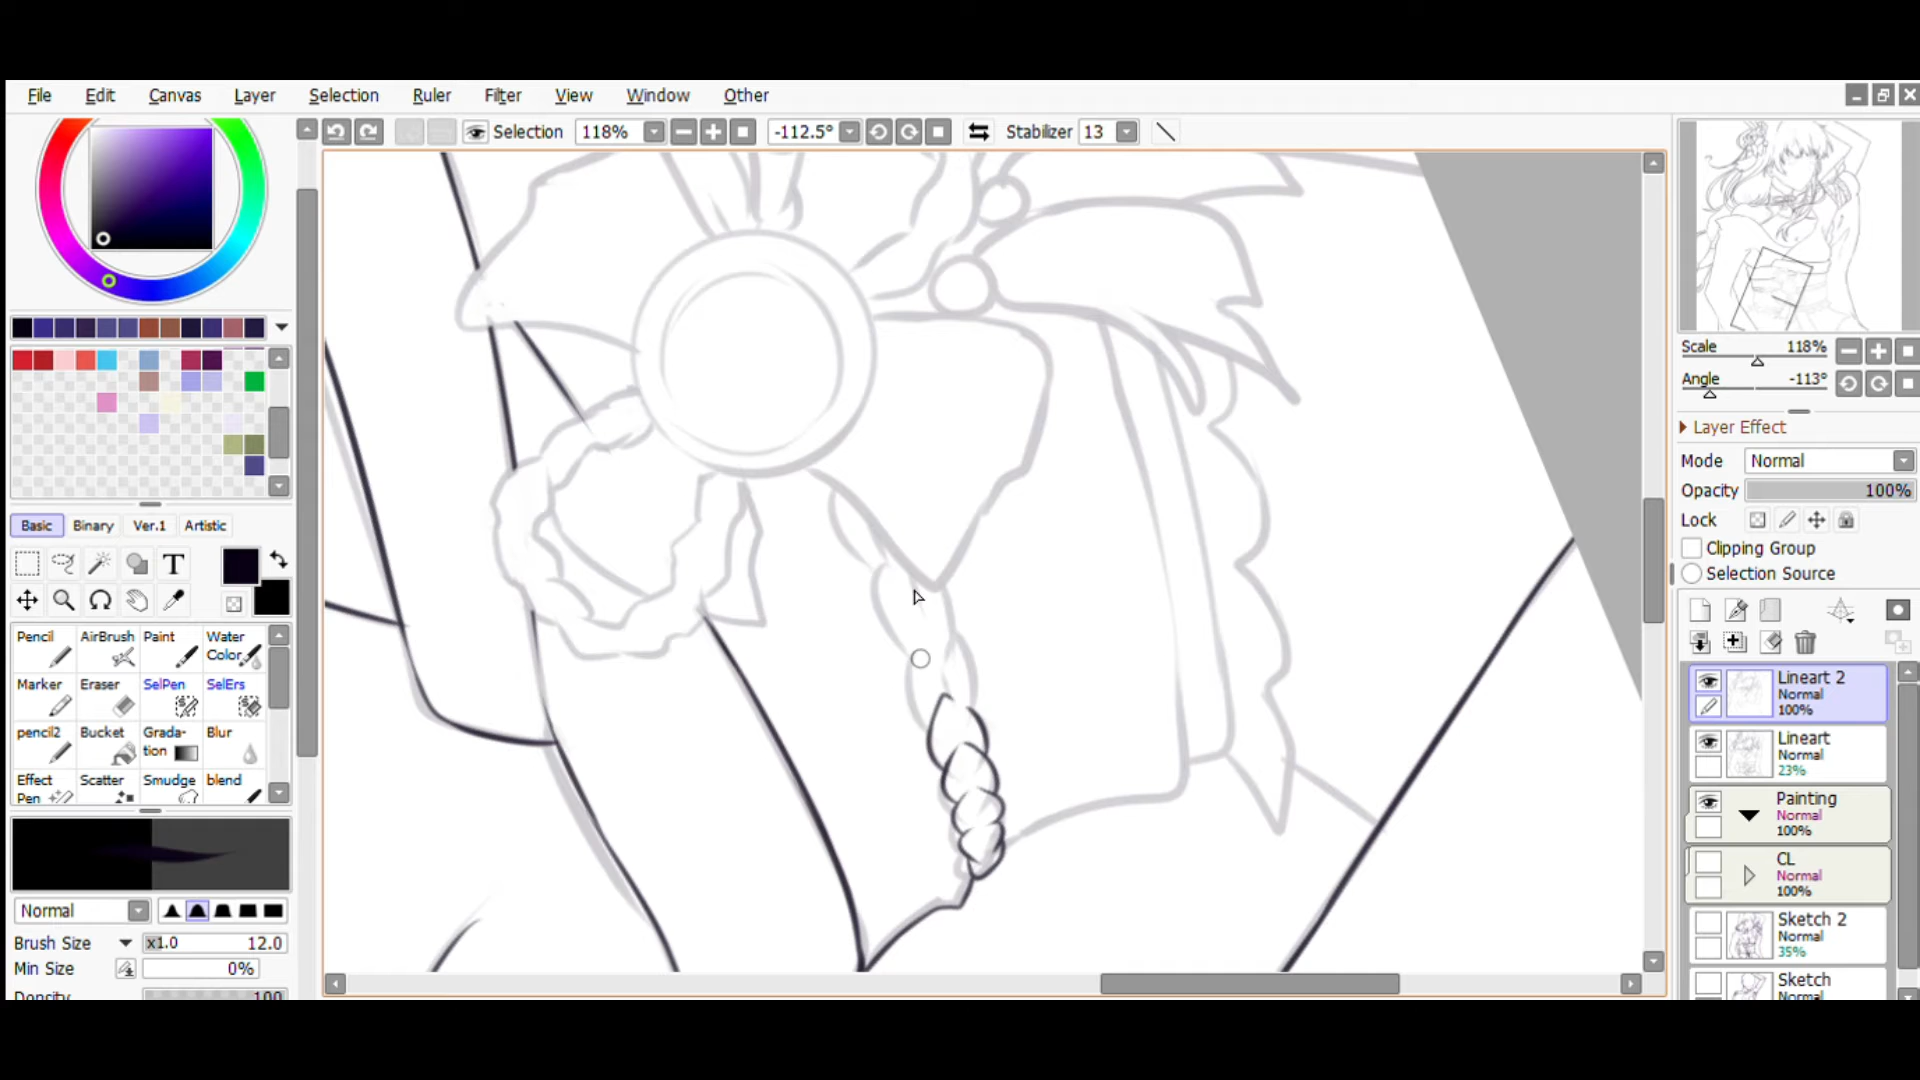 File Edit Canvas Layer Selection Ruler Filter View Window Other
Selection 118% -112.5° Stabilizer 13
Scale 118%
Angle -113°
Layer Effect
Mode Normal
Opacity 100%
Lock
Clipping Group
Selection Source
Basic Binary Ver.1 Artistic
T
Pencil AirBrush Paint Water
Color
Marker Eraser SelPen SelErs
pencil2 Bucket Grada- Blur
tion
Effect Scatter Smudge blend
Pen
Normal
Brush Size x1.0 12.0
Min Size 0%
Density 100
Lineart 2
Normal
100%
Lineart
Normal
23%
Painting
Normal
100%
CL
Normal
100%
Sketch 2
Normal
35%
Sketch
Normal